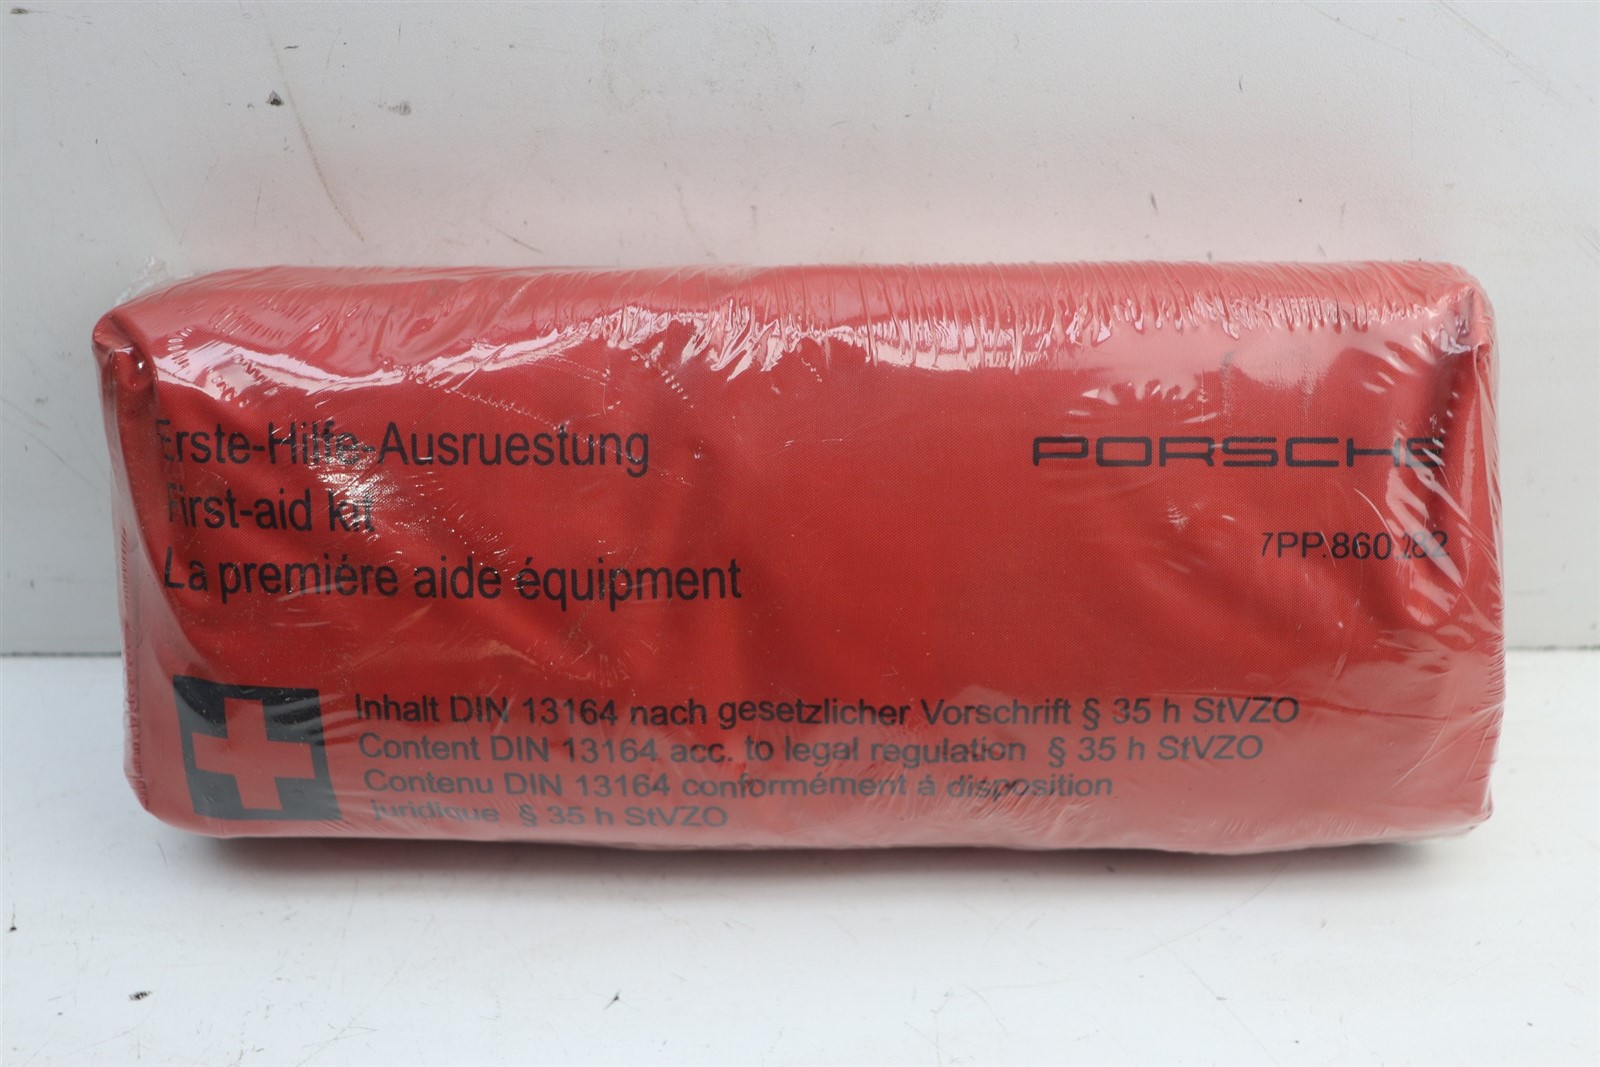 Erste-Hilfe-Ausruestung
First-aid kit
La premiére aide équipment
PORSCHE
7PP.860.282
Inhalt DIN 13164 nach gesetzlicher Vorschrift § 35 h StVZO
Content DIN 13164 acc. to legal regulation § 35 h StVZO
Contenu DIN 13164 conformément á disposition
juridique § 35 h StVZO